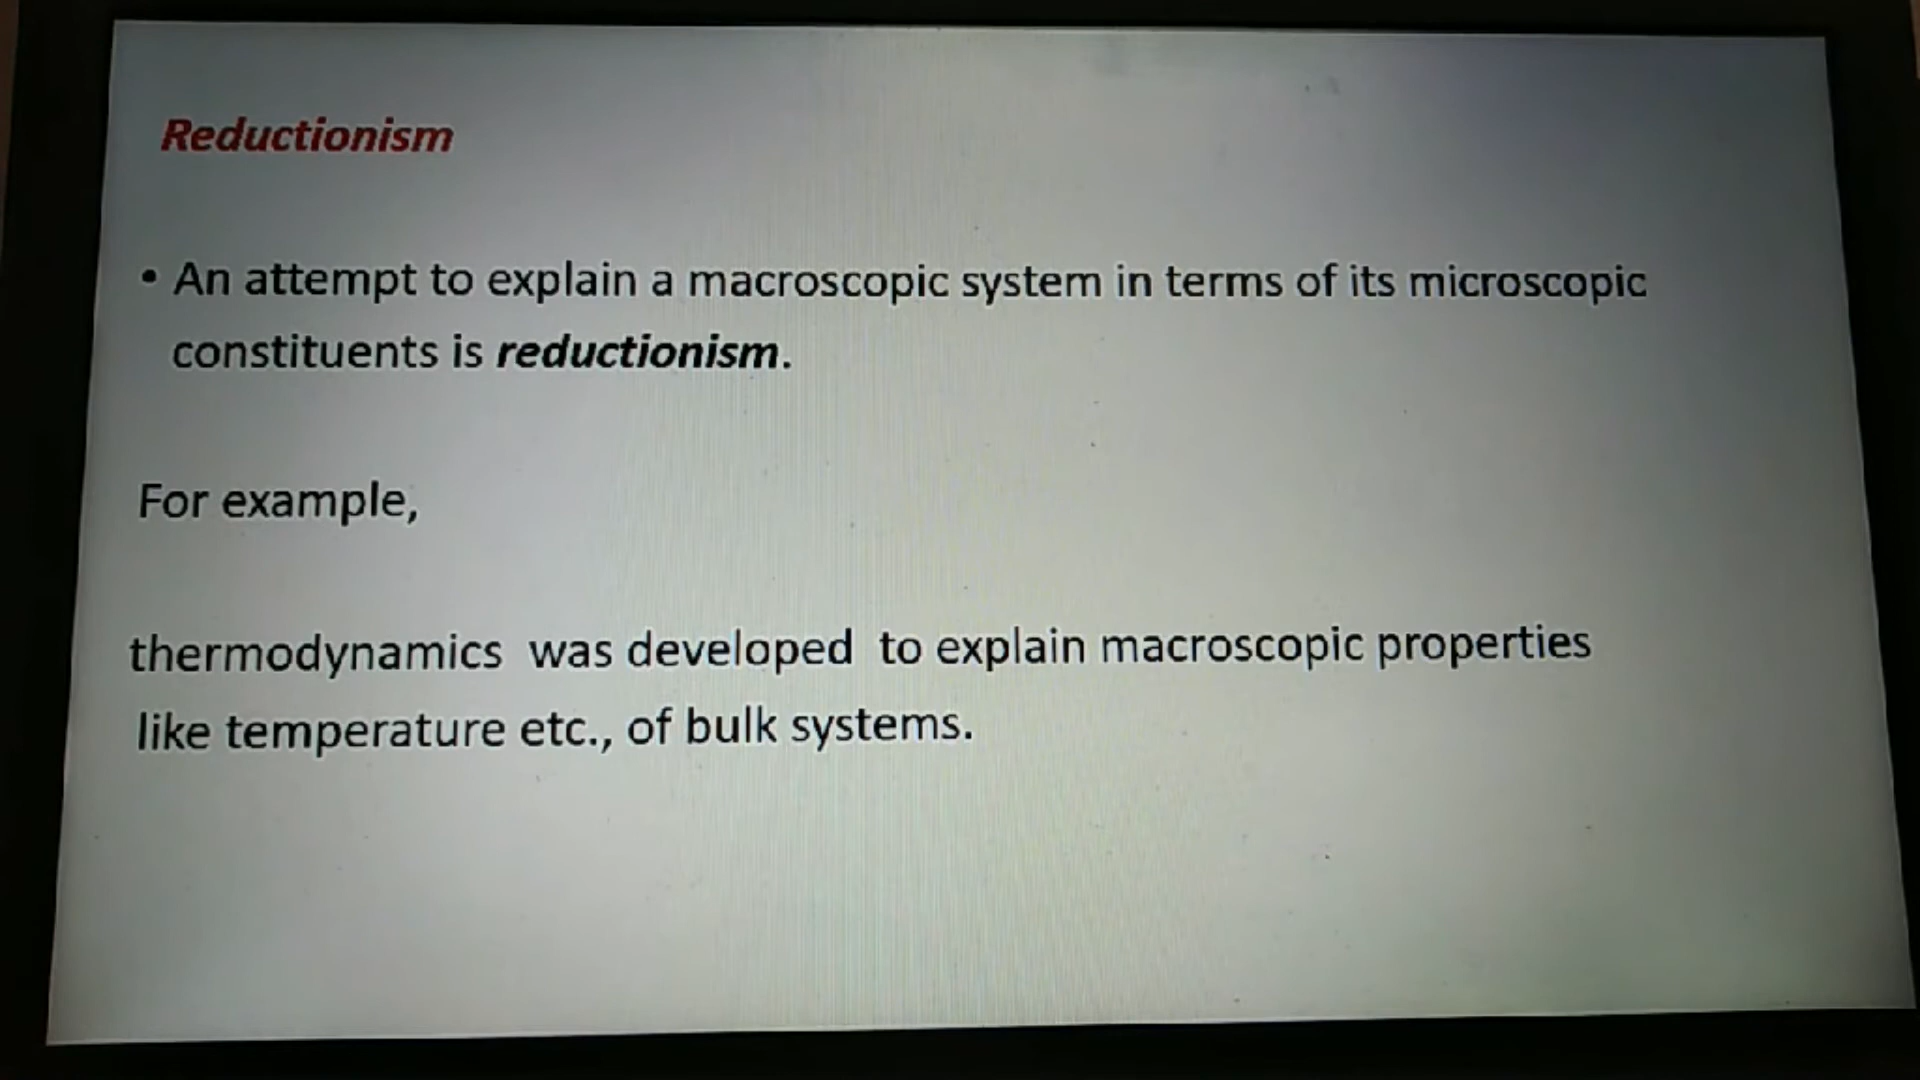 Reductionism
• An attempt to explain a macroscopic system in terms of its microscopic
constituents is reductionism.
For example,
thermodynamics was developed to explain macroscopic properties
like temperature etc., of bulk systems.